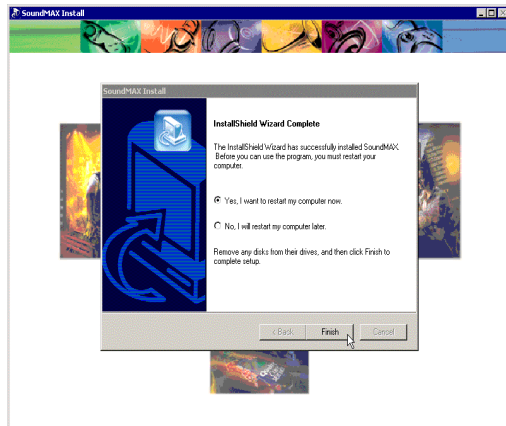 SoundMAX Install
SoundMAX Install
InstallShield Wizard Complete
The InstallShield Wizard has successfully installed SoundMAX.
Before you can use the program, you must restart your
computer.
Yes, I want to restart my computer now.
No, I will restart my computer later.
Remove any disks from their drives, and then click Finish to
complete setup.
< Back
Finish
Cancel